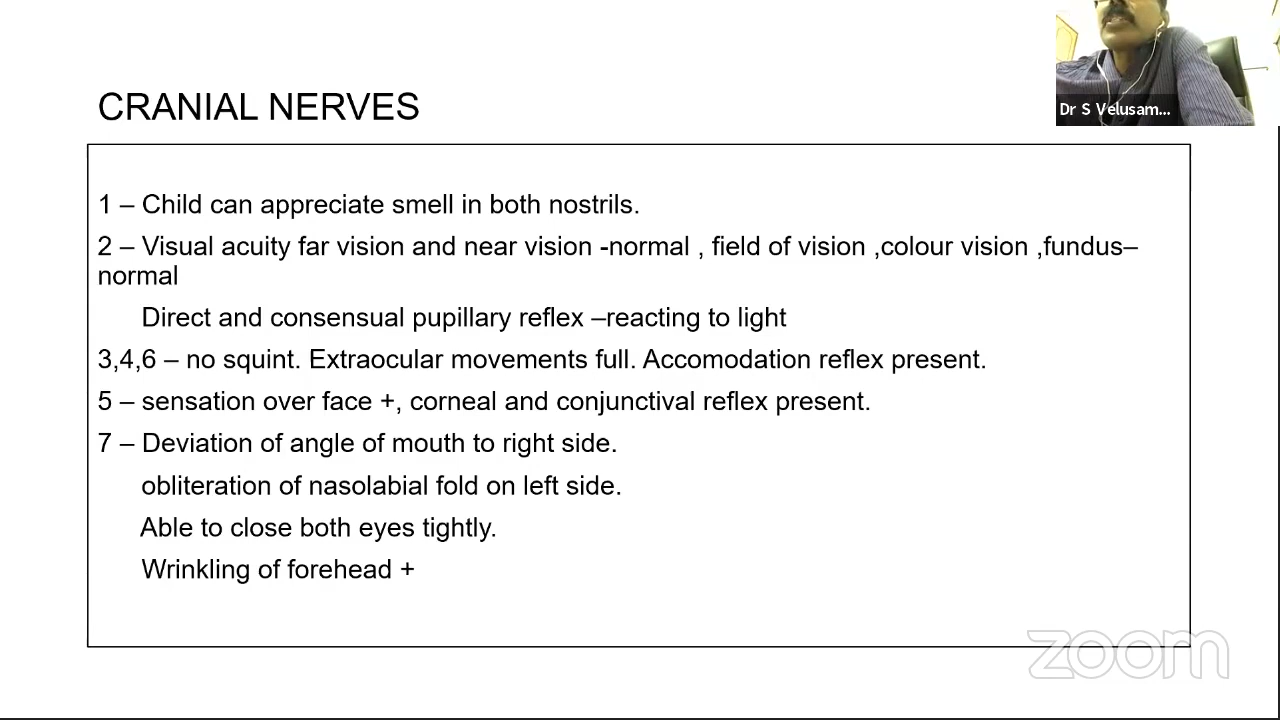 Dr S Velusam...
CRANIAL NERVES
1 – Child can appreciate smell in both nostrils.
2 – Visual acuity far vision and near vision -normal , field of vision ,colour vision ,fundus–
normal
Direct and consensual pupillary reflex –reacting to light
3,4,6 – no squint. Extraocular movements full. Accomodation reflex present.
5 – sensation over face +, corneal and conjunctival reflex present.
7 – Deviation of angle of mouth to right side.
obliteration of nasolabial fold on left side.
Able to close both eyes tightly.
Wrinkling of forehead +
zoom